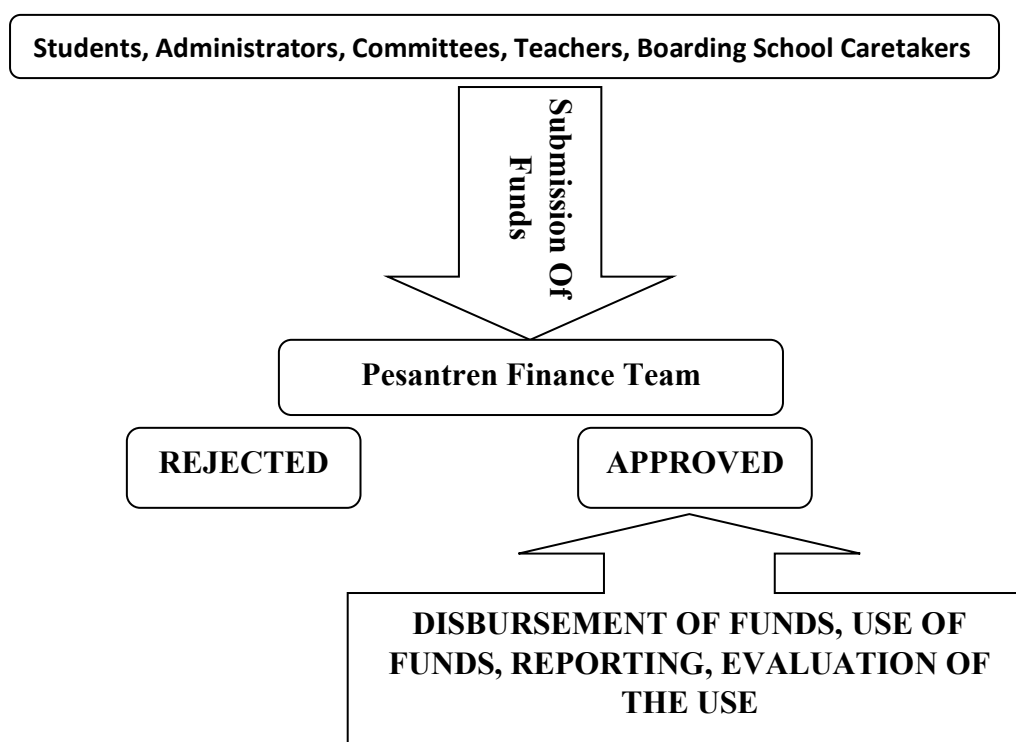 Students, Administrators, Committees, Teachers, Boarding School Caretakers
Submission Of
Funds
Pesantren Finance Team
REJECTED
APPROVED
DISBURSEMENT OF FUNDS, USE OF
FUNDS, REPORTING, EVALUATION OF
THE USE